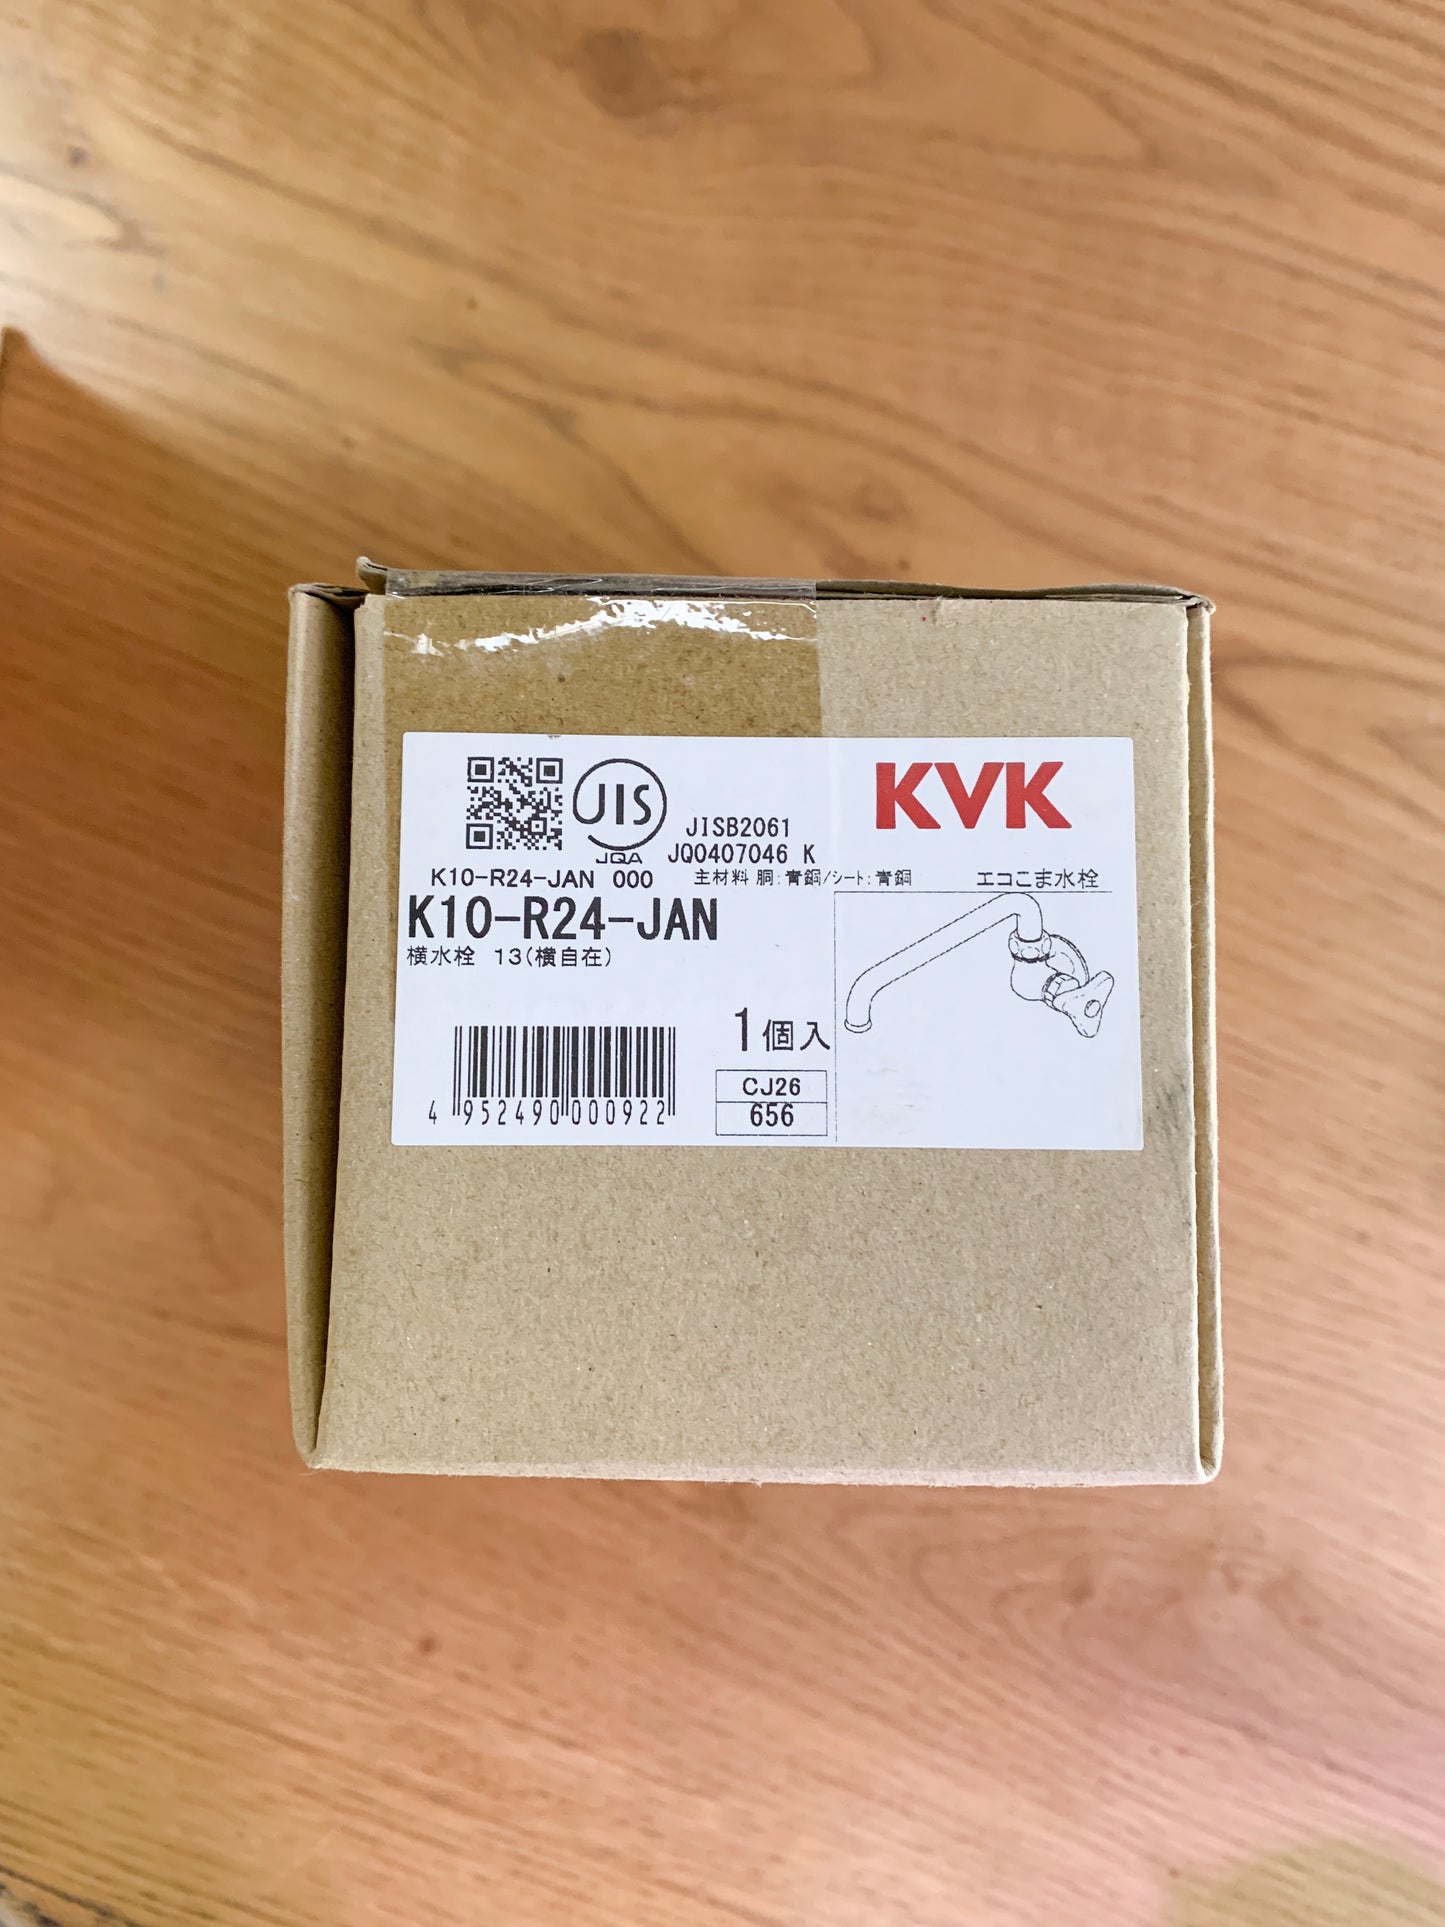 JIS
JQA
JISB2061
JQ0407046 K
KVK
K10-R24-JAN 000
主材料 胴:青銅/シート:青銅
エコこま水栓
K10-R24-JAN
横水栓 13(横自在)
1個入
CJ26
656
4 952490 000922